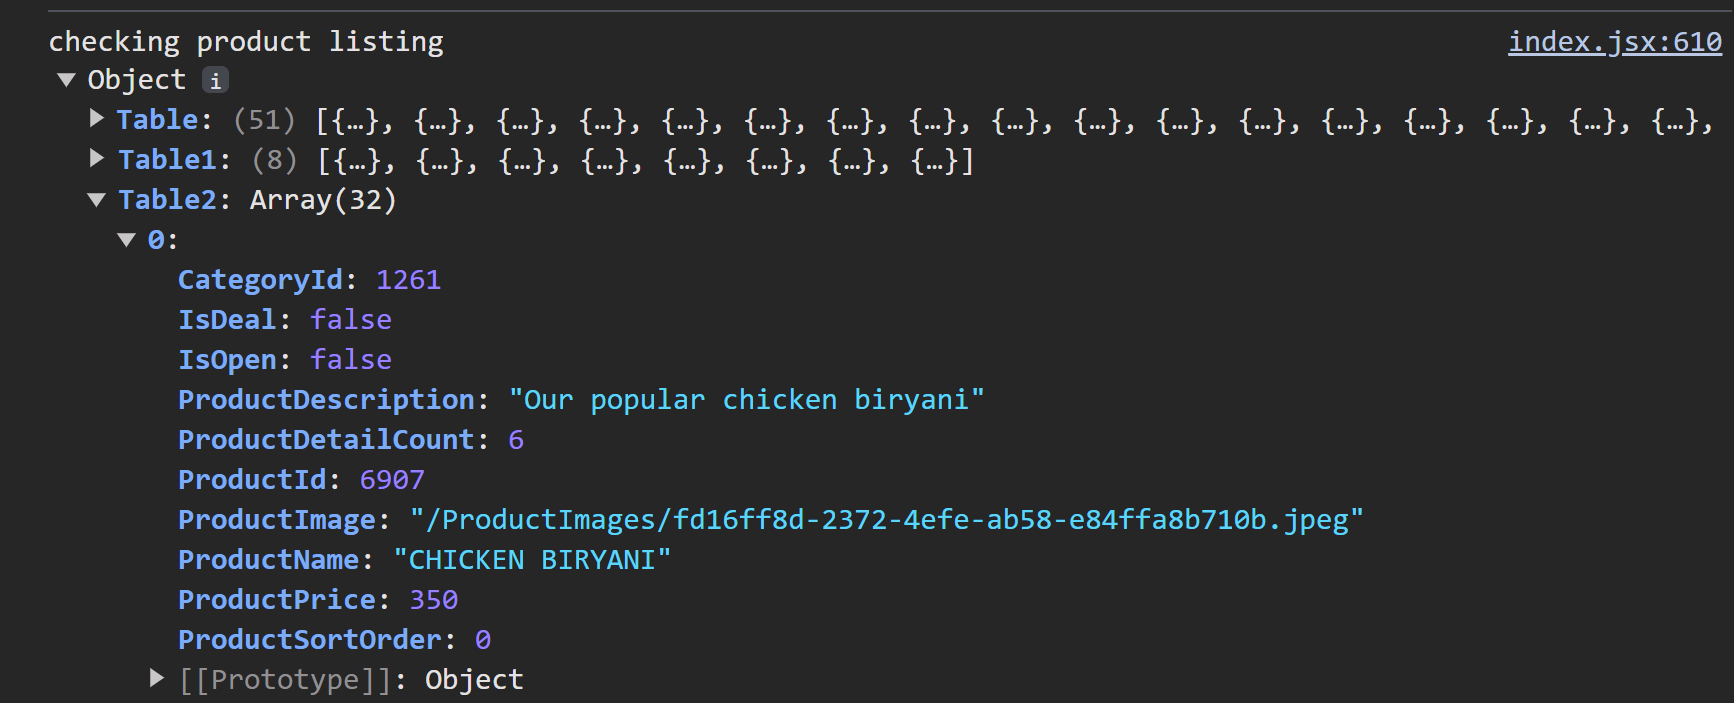 checking product listing index.jsx:610
▼ Object i
▶ Table: (51) [{…}, {…}, {…}, {…}, {…}, {…}, {…}, {…}, {…}, {…}, {…}, {…}, {…}, {…}, {…}, {…}, {…},
▶ Table1: (8) [{…}, {…}, {…}, {…}, {…}, {…}, {…}, {…}]
▼ Table2: Array(32)
▼ 0:
CategoryId: 1261
IsDeal: false
IsOpen: false
ProductDescription: "Our popular chicken biryani"
ProductDetailCount: 6
ProductId: 6907
ProductImage: "/ProductImages/fd16ff8d-2372-4efe-ab58-e84ffa8b710b.jpeg"
ProductName: "CHICKEN BIRYANI"
ProductPrice: 350
ProductSortOrder: 0
▶ [[Prototype]]: Object